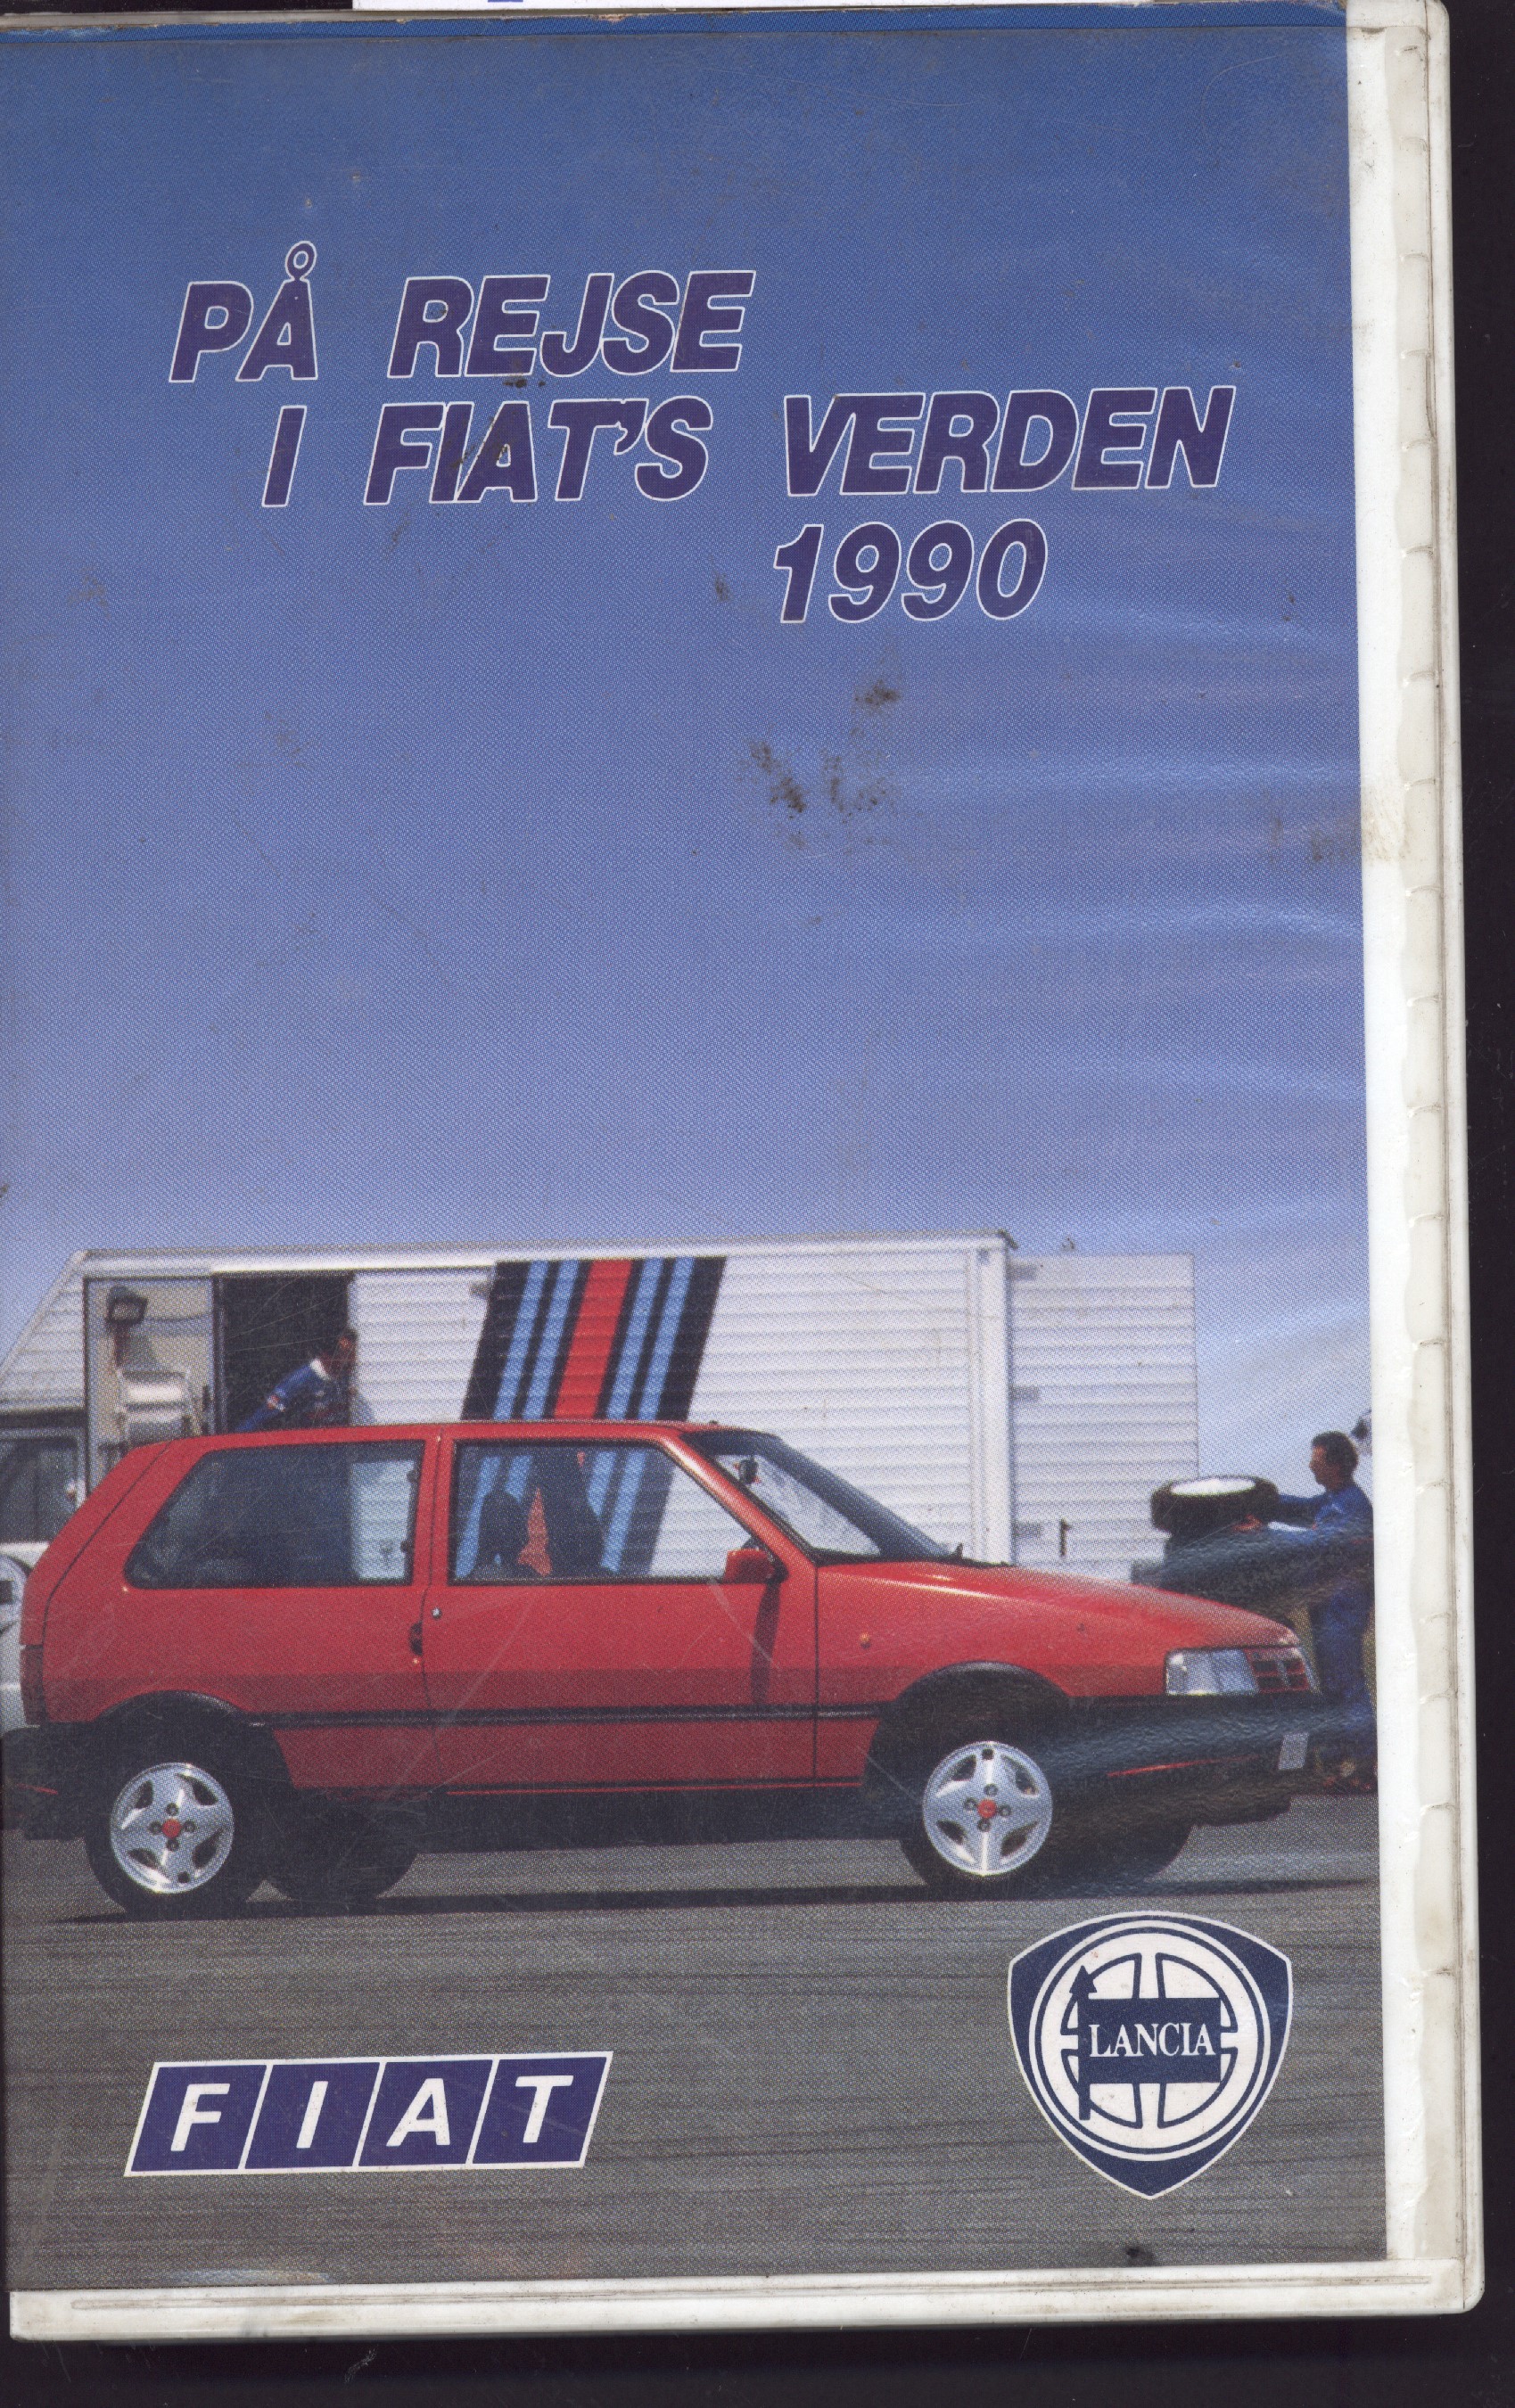 PÅ REJSE
I FIAT'S VERDEN
1990
FIAT
LANCIA